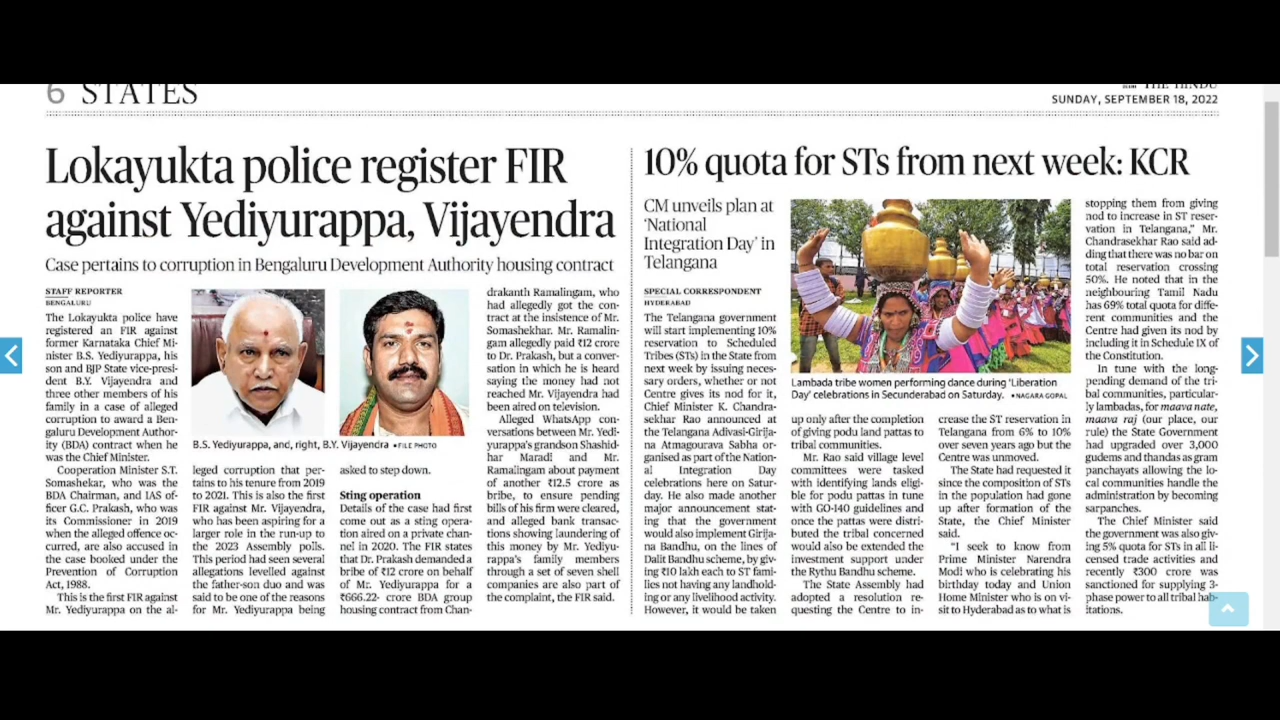 6 STATES
THE HINDU
SUNDAY, SEPTEMBER 18, 2022
Lokayukta police register FIR
against Yediyurappa, Vijayendra
Case pertains to corruption in Bengaluru Development Authority housing contract
STAFF REPORTER
BENGALURU
The Lokayukta police have
registered an FIR against
former Karnataka Chief Mi-
nister B.S. Yediyurappa, his
son and BJP State vice-presi-
dent B.Y. Vijayendra and
three other members of his
family in a case of alleged
corruption to award a Ben-
galuru Development Author-
ity (BDA) contract when he
was the Chief Minister.
Cooperation Minister S.T.
Somashekar, who was the
BDA Chairman, and IAS of-
ficer G.C. Prakash, who was
its Commissioner in 2019
when the alleged offence oc-
curred, are also accused in
the case booked under the
Prevention of Corruption
Act, 1988.
This is the first FIR against
Mr. Yediyurappa on the al-
B.S. Yediyurappa, and, right, B.Y. Vijayendra •FILE PHOTO
leged corruption that per-
tains to his tenure from 2019
to 2021. This is also the first
FIR against Mr. Vijayendra,
who has been aspiring for a
larger role in the run-up to
the 2023 Assembly polls.
This period had seen several
allegations levelled against
the father-son duo and was
said to be one of the reasons
for Mr. Yediyurappa being
asked to step down.
Sting operation
Details of the case had first
come out as a sting opera-
tion aired on a private chan-
nel in 2020. The FIR states
that Dr. Prakash demanded a
bribe of ₹12 crore on behalf
of Mr. Yediyurappa for a
₹666.22- crore BDA group
housing contract from Chan-
drakanth Ramalingam, who
had allegedly got the con-
tract at the insistence of Mr.
Somashekhar. Mr. Ramalin-
gam allegedly paid ₹12 crore
to Dr. Prakash, but a conver-
sation in which he is heard
saying the money had not
reached Mr. Vijayendra had
been aired on television.
Alleged WhatsApp con-
versations between Mr. Yedi-
yurappa's grandson Shashid-
har Maradi and Mr.
Ramalingam about payment
of another ₹12.5 crore as
bribe, to ensure pending
bills of his firm were cleared,
and alleged bank transac-
tions showing laundering of
this money by Mr. Yediyu-
rappa's family members
through a set of seven shell
companies are also part of
the complaint, the FIR said.
10% quota for STs from next week: KCR
CM unveils plan at
'National
Integration Day' in
Telangana
SPECIAL CORRESPONDENT
HYDERABAD
The Telangana government
will start implementing 10%
reservation to Scheduled
Tribes (STs) in the State from
next week by issuing neces-
sary orders, whether or not
Centre gives its nod for it,
Chief Minister K. Chandra-
sekhar Rao announced at
the Telangana Adivasi-Girija-
na Atmagourava Sabha or-
ganised as part of the Nation-
al Integration Day
celebrations here on Satur-
day. He also made another
major announcement stat-
ing that the government
would also implement Girija-
na Bandhu, on the lines of
Dalit Bandhu scheme, by giv-
ing ₹10 lakh each to ST fami-
lies not having any landhold-
ing or any livelihood activity.
However, it would be taken
Lambada tribe women performing dance during 'Liberation
Day' celebrations in Secunderabad on Saturday. •NAGARA GOPAL
up only after the completion
of giving podu land pattas to
tribal communities.
Mr. Rao said village level
committees were tasked
with identifying lands eligi-
ble for podu pattas in tune
with GO-140 guidelines and
once the pattas were distri-
buted the tribal concerned
would also be extended the
investment support under
the Rythu Bandhu scheme.
The State Assembly had
adopted a resolution re-
questing the Centre to in-
crease the ST reservation in
Telangana from 6% to 10%
over seven years ago but the
Centre was unmoved.
The State had requested it
since the composition of STs
in the population had gone
up after formation of the
State, the Chief Minister
said.
"I seek to know from
Prime Minister Narendra
Modi who is celebrating his
birthday today and Union
Home Minister who is on vi-
sit to Hyderabad as to what is
stopping them from giving
nod to increase in ST reser-
vation in Telangana," Mr.
Chandrasekhar Rao said ad-
ding that there was no bar on
total reservation crossing
50%. He noted that in the
neighbouring Tamil Nadu
has 69% total quota for diffe-
rent communities and the
Centre had given its nod by
including it in Schedule IX of
the Constitution.
In tune with the long-
pending demand of the tri-
bal communities, particular-
ly lambadas, for maava nate,
maava raj (our place, our
rule) the State Government
had upgraded over 3,000
gudems and thandas as gram
panchayats allowing the lo-
cal communities handle the
administration by becoming
sarpanches.
The Chief Minister said
the government was also giv-
ing 5% quota for STs in all li-
censed trade activities and
recently ₹300 crore was
sanctioned for supplying 3-
phase power to all tribal hab-
itations.